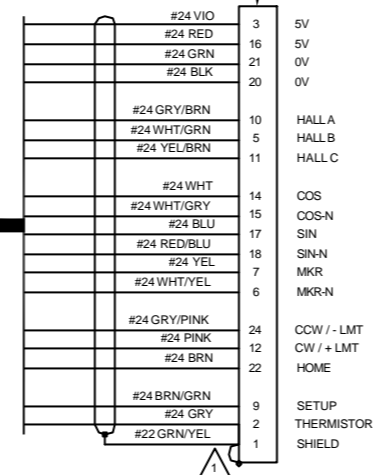 #24 VIO 3 5V
#24 RED 16 5V
#24 GRN 21 0V
#24 BLK 20 0V
#24 GRY/BRN 10 HALL A
#24 WHT/GRN 5 HALL B
#24 YEL/BRN 11 HALL C
#24 WHT 14 COS
#24 WHT/GRY 15 COS-N
#24 BLU 17 SIN
#24 RED/BLU 18 SIN-N
#24 YEL 7 MKR
#24 WHT/YEL 6 MKR-N
#24 GRY/PINK 24 CCW / - LMT
#24 PINK 12 CW / + LMT
#24 BRN 22 HOME
#24 BRN/GRN 9 SETUP
#24 GRY 2 THERMISTOR
#22 GRN/YEL 1 SHIELD
1